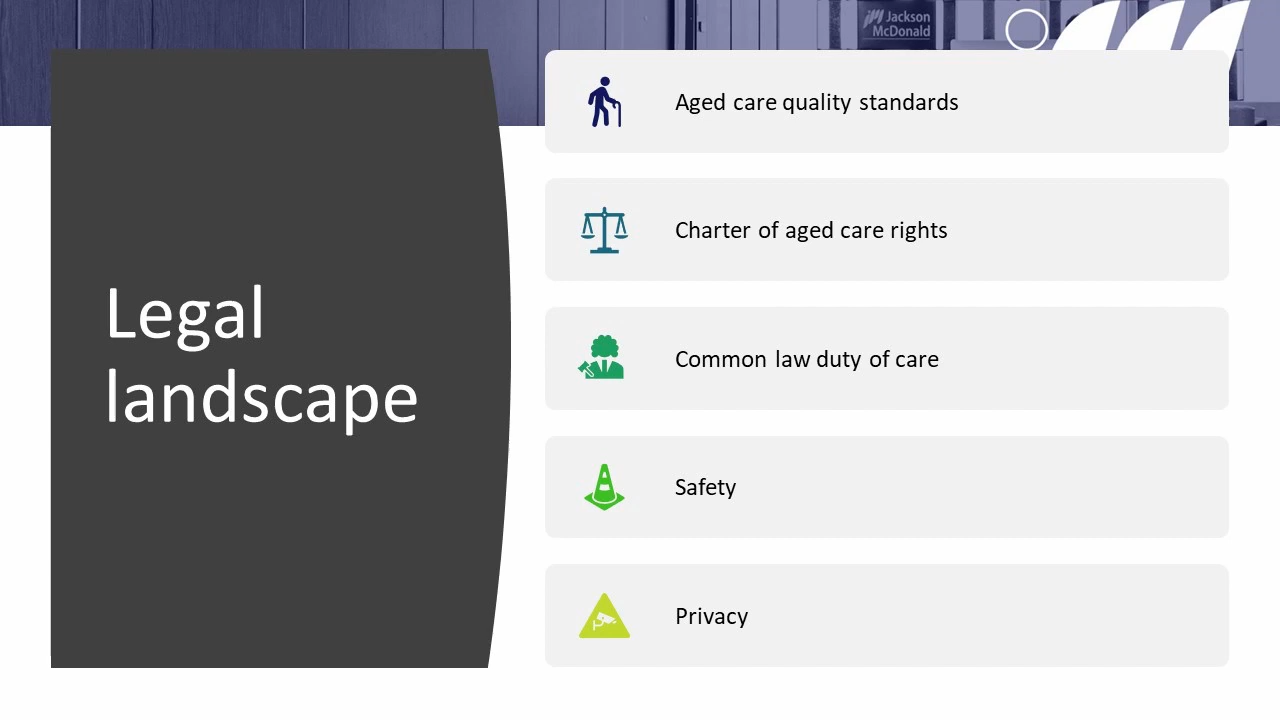 Jackson
McDonald
Legal
landscape
Aged care quality standards
Charter of aged care rights
Common law duty of care
Safety
Privacy